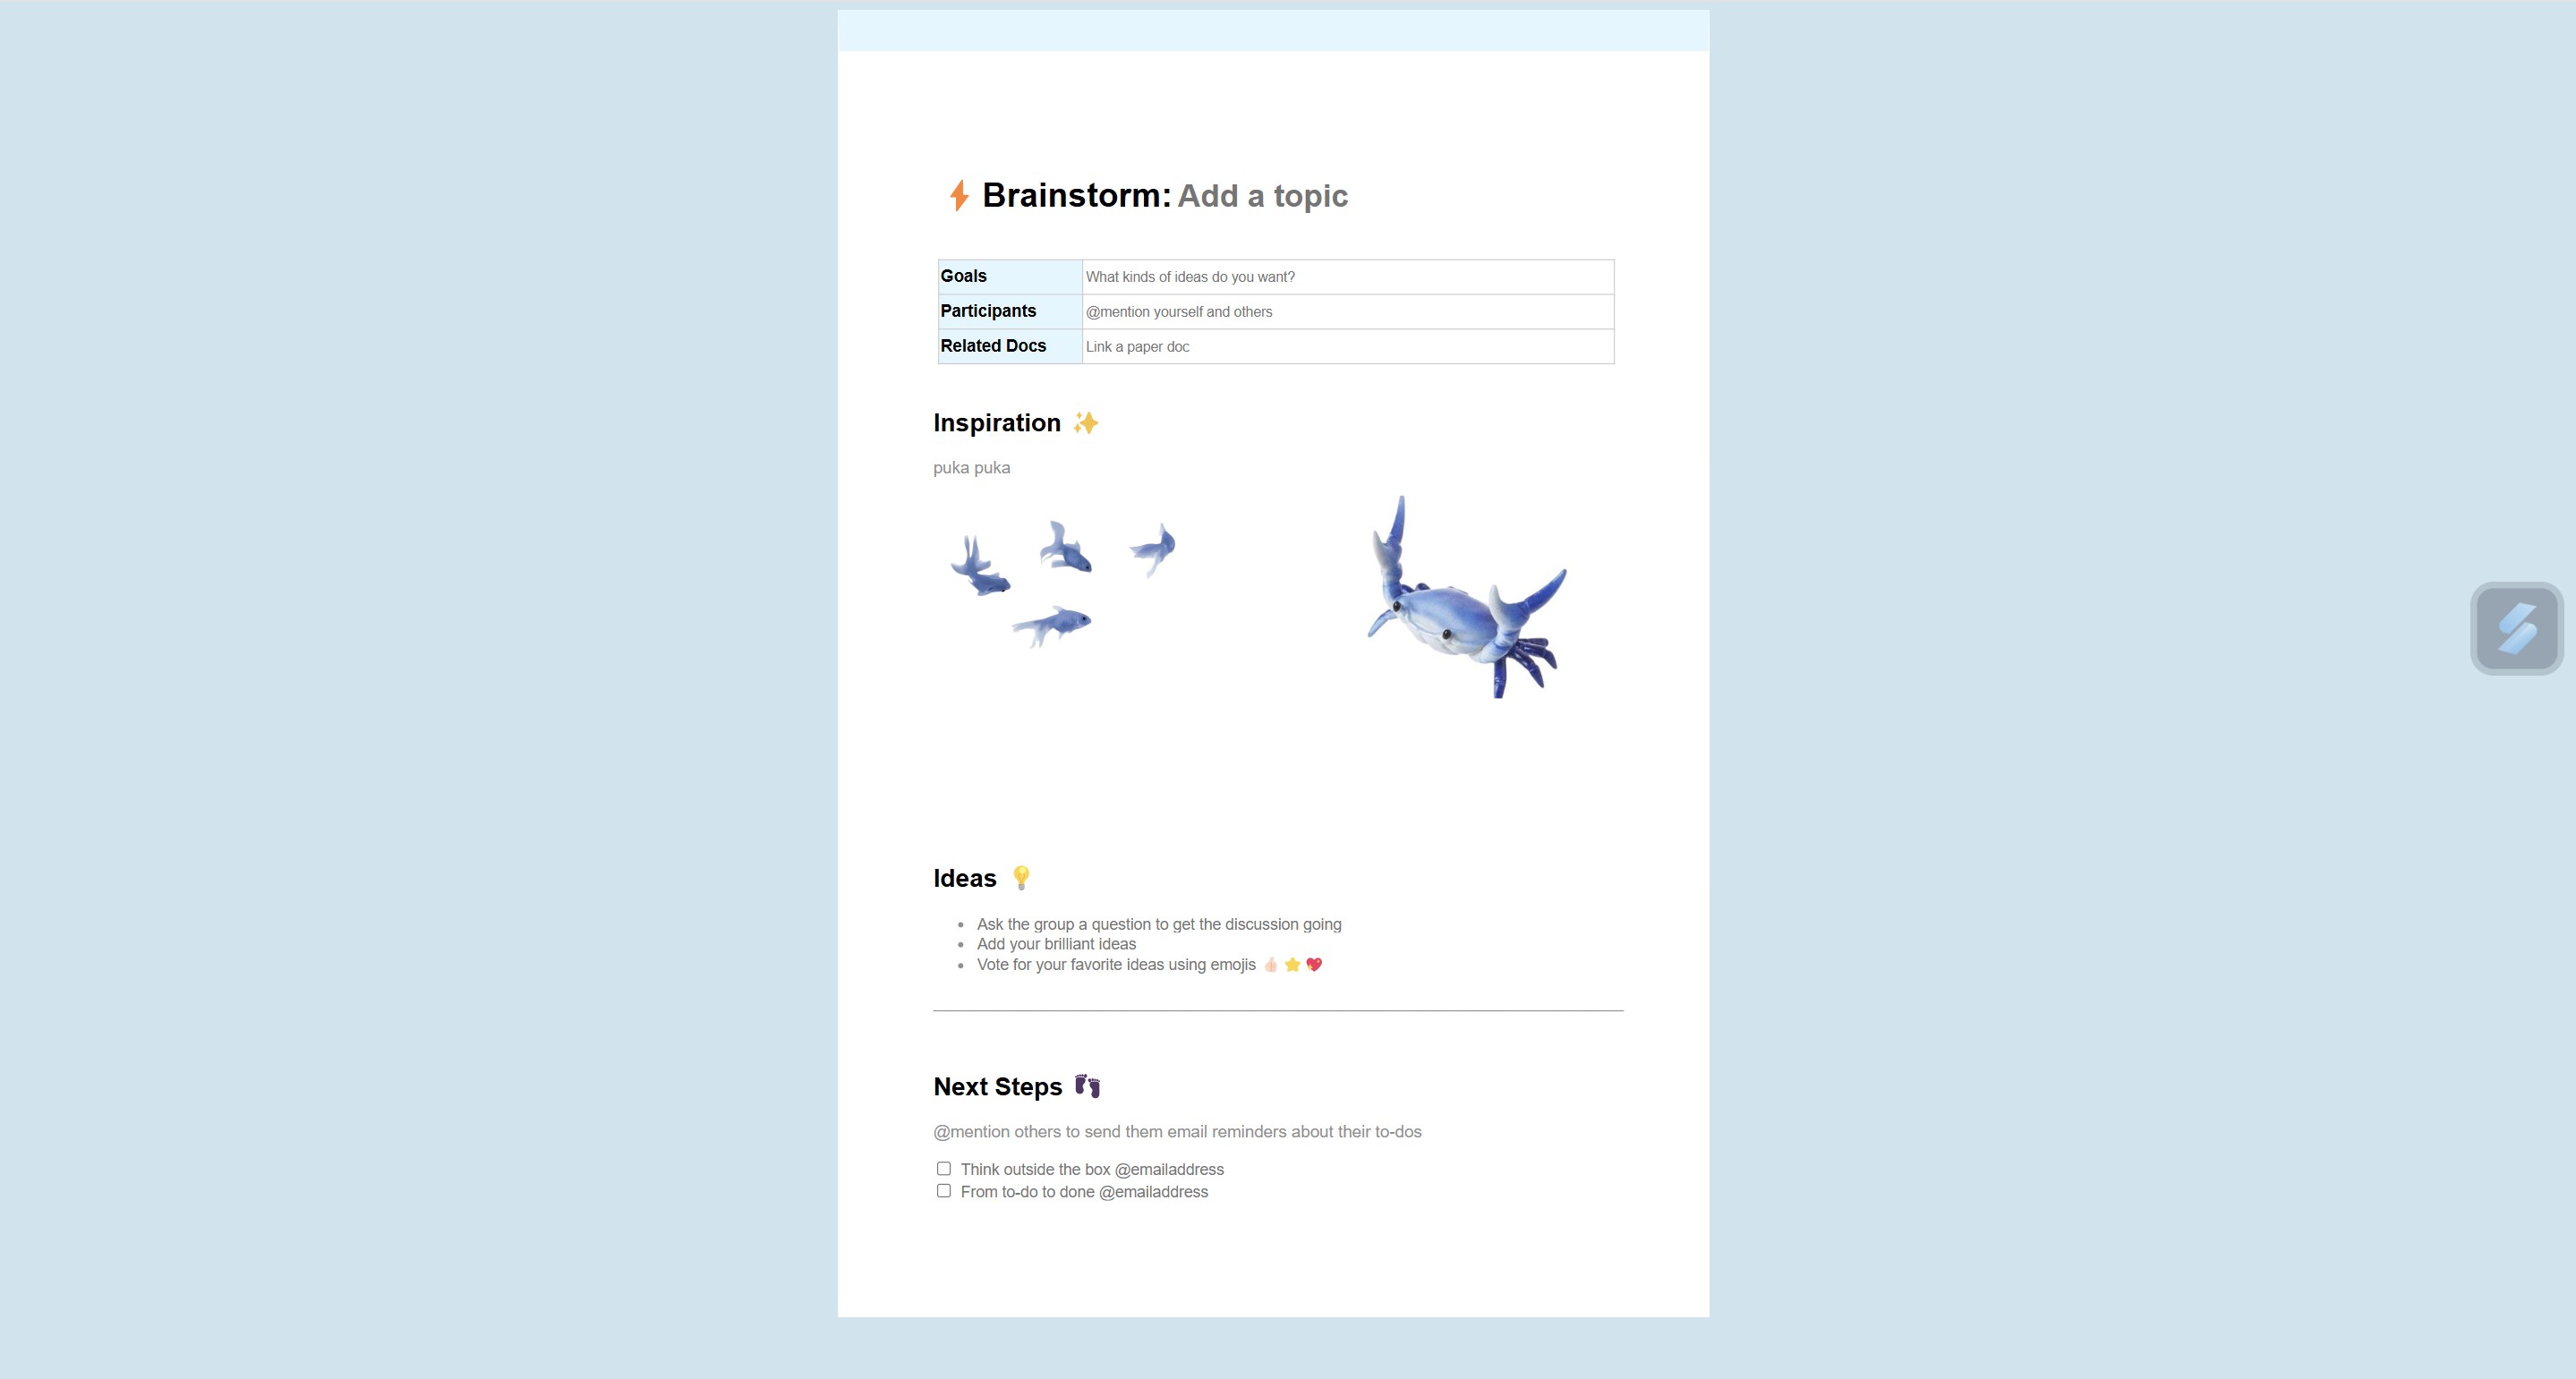 Brainstorm: Add a topic
Goals What kinds of ideas do you want?
Participants @mention yourself and others
Related Docs Link a paper doc
Inspiration
puka puka
Ideas
Ask the group a question to get the discussion going
Add your brilliant ideas
Vote for your favorite ideas using emojis
Next Steps
@mention others to send them email reminders about their to-dos
Think outside the box @emailaddress
From to-do to done @emailaddress